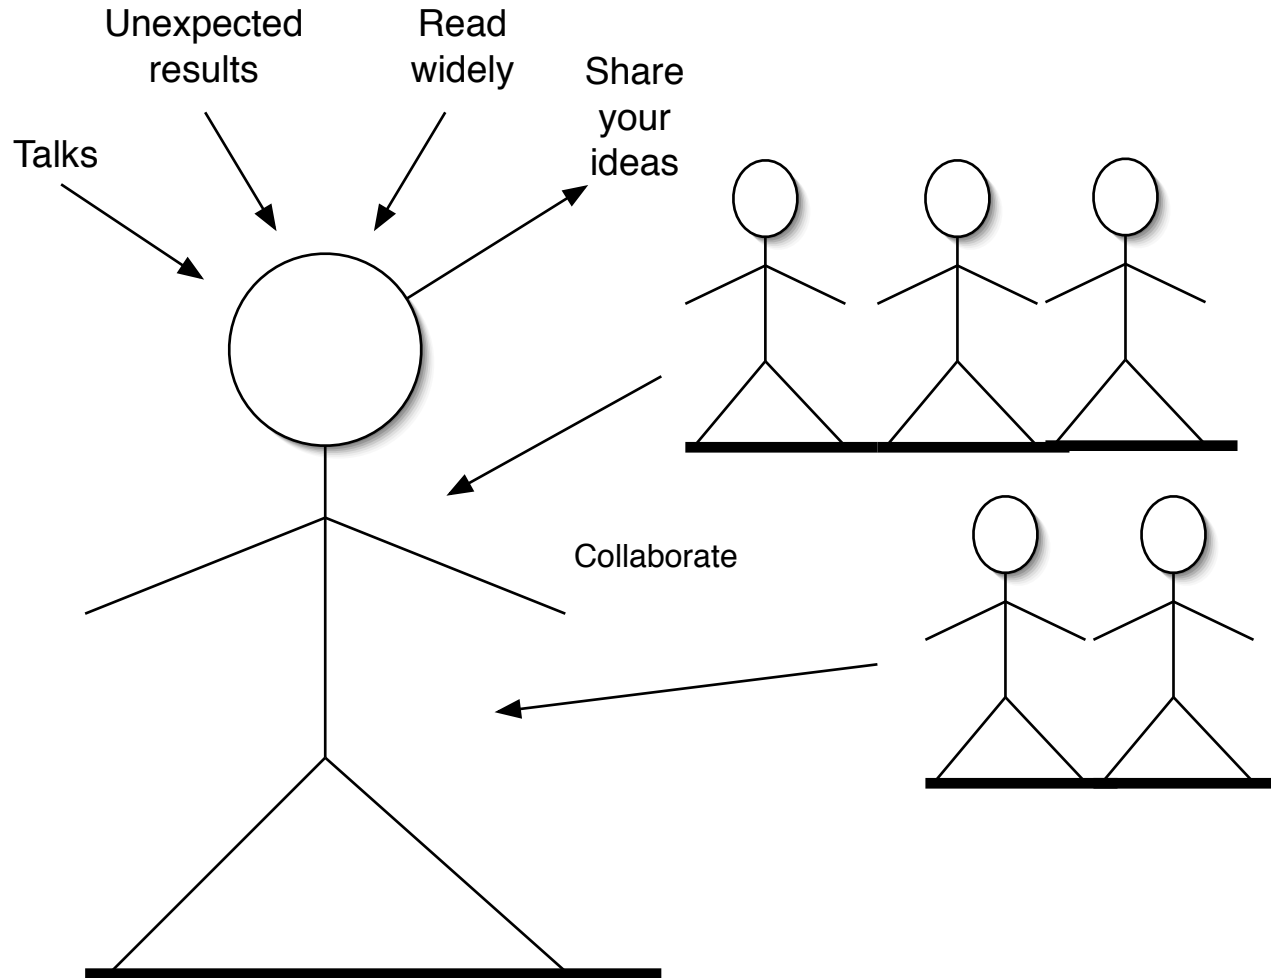 Unexpected
results
Read
widely
Share
your
ideas
Talks
Collaborate